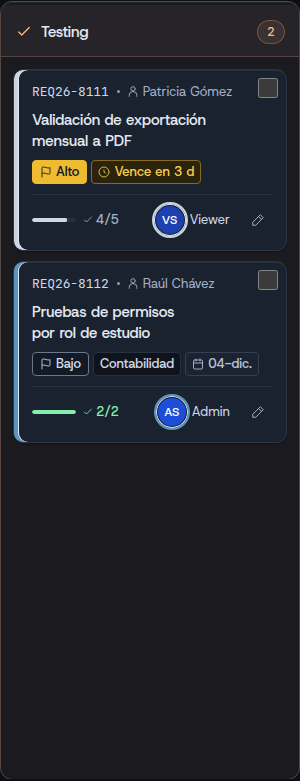 Testing
2
REQ26-8111 • Patricia Gómez
Validación de exportación
mensual a PDF
Alto
Vence en 3 d
4/5
VS
Viewer
REQ26-8112 • Raúl Chávez
Pruebas de permisos
por rol de estudio
Bajo
Contabilidad
04-dic.
2/2
AS
Admin